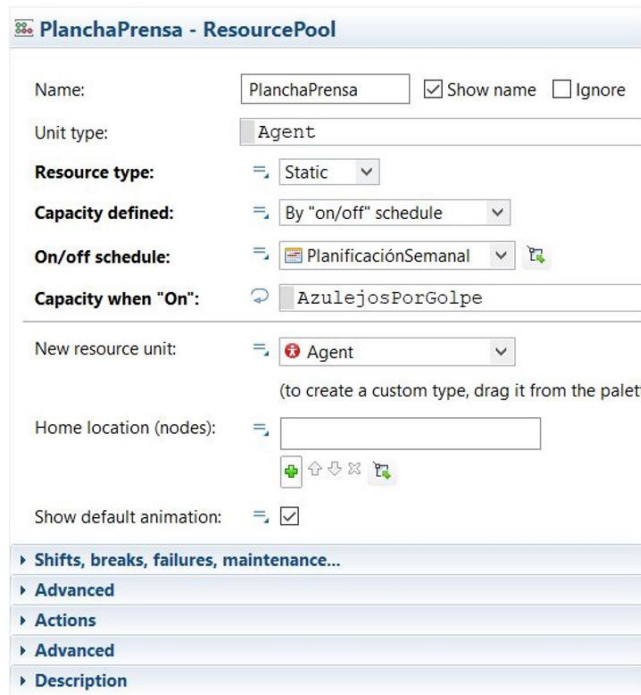 PlanchaPrensa - ResourcePool
Name: PlanchaPrensa Show name Ignore
Unit type: Agent
Resource type: Static
Capacity defined: By "on/off" schedule
On/off schedule: PlanificaciónSemanal
Capacity when "On": AzulejosPorGolpe
New resource unit: Agent
(to create a custom type, drag it from the palet
Home location (nodes):
Show default animation:
Shifts, breaks, failures, maintenance...
Advanced
Actions
Advanced
Description